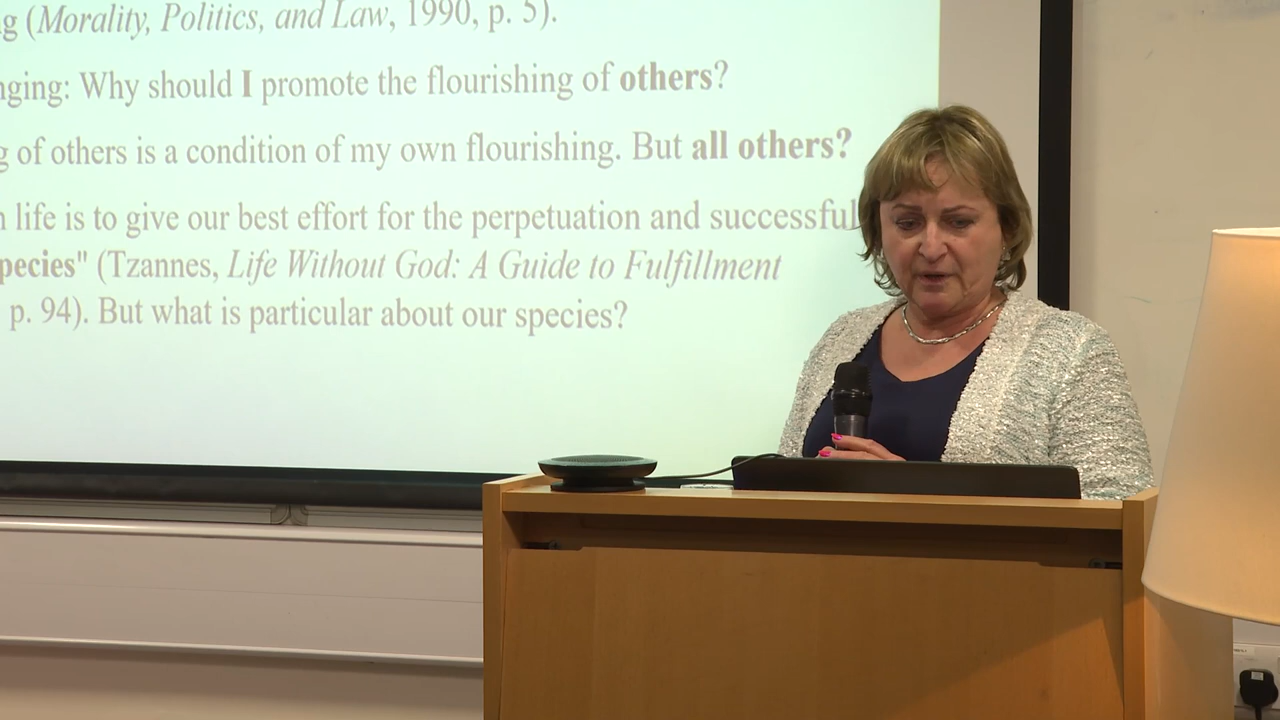 g (Morality, Politics, and Law, 1990, p. 5).
nging: Why should I promote the flourishing of others?
g of others is a condition of my own flourishing. But all others?
n life is to give our best effort for the perpetuation and successful
pecies" (Tzannes, Life Without God: A Guide to Fulfillment
p. 94). But what is particular about our species?